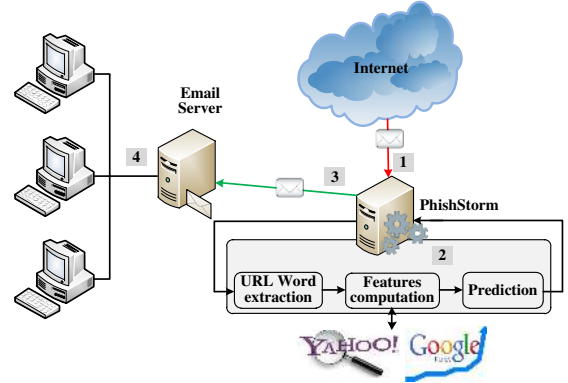 Internet
Email
Server
4
3
1
PhishStorm
2
URL Word
extraction
Features
computation
Prediction
YAHOO!
Google